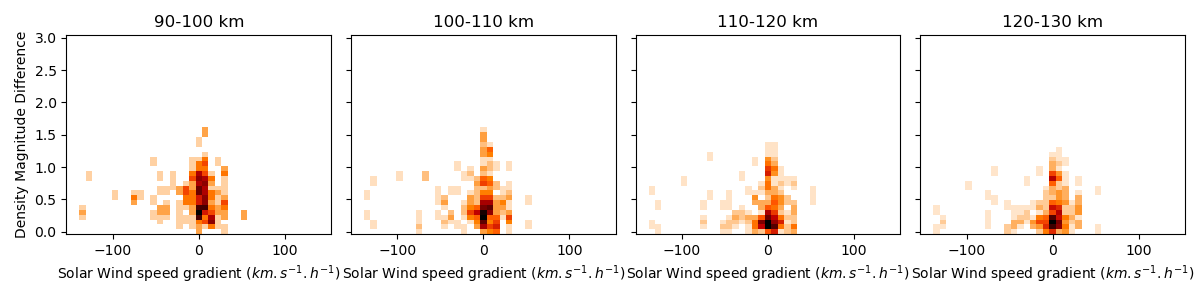 90-100 km 100-110 km 110-120 km 120-130 km
Density Magnitude Difference
3.0
2.5
2.0
1.5
1.0
0.5
0.0
−100 0 100 −100 0 100 −100 0 100 −100 0 100
Solar Wind speed gradient (km.s⁻¹.h⁻¹) Solar Wind speed gradient (km.s⁻¹.h⁻¹) Solar Wind speed gradient (km.s⁻¹.h⁻¹) Solar Wind speed gradient (km.s⁻¹.h⁻¹)